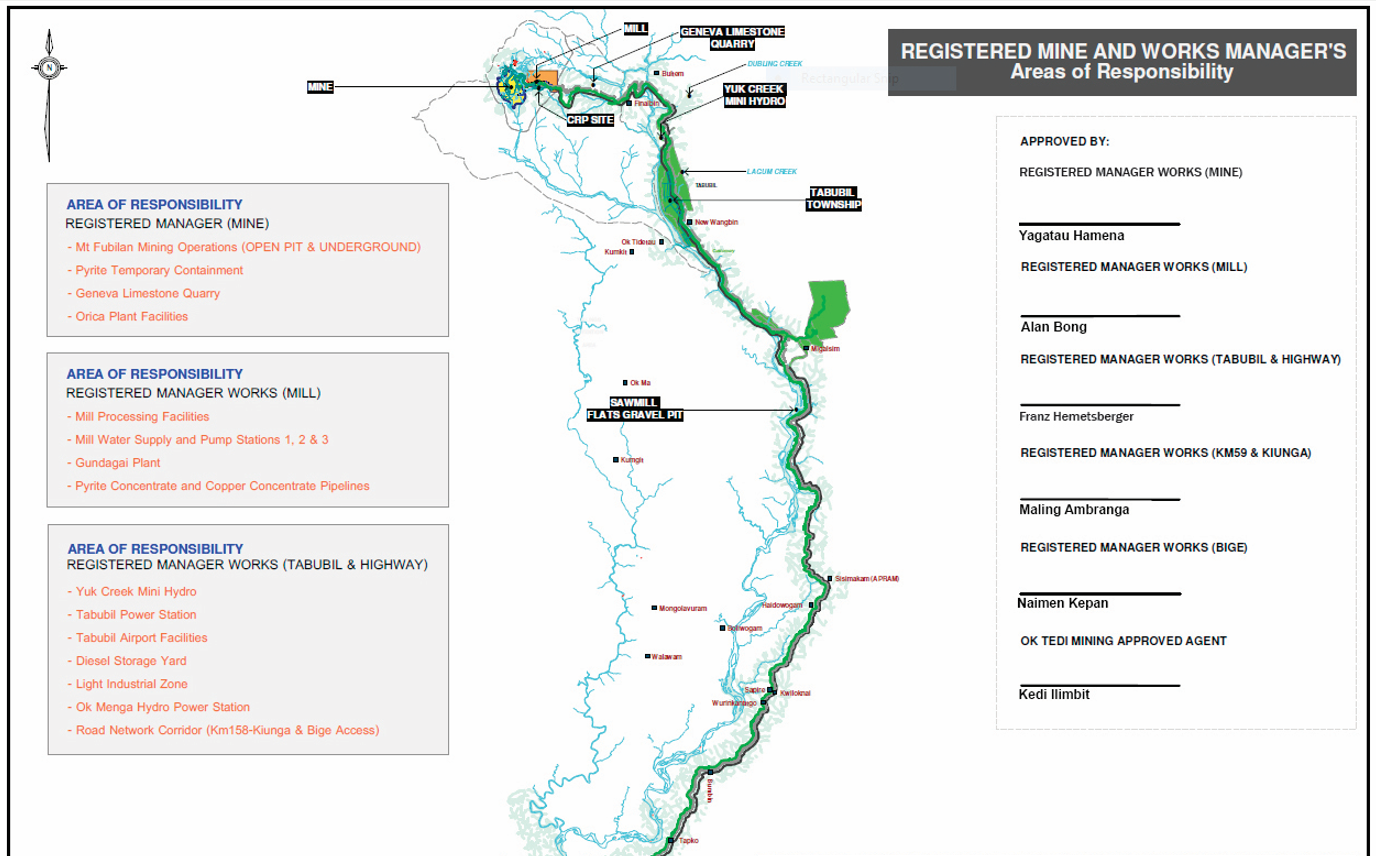 REGISTERED MINE AND WORKS MANAGER'S
Areas of Responsibility
Rectangular Snip
N
MILL
GENEVA LIMESTONE
QUARRY
DUBLING CREEK
MINE
Bultem
YUK CREEK
MINI HYDRO
Finalbin
CRP SITE
LAGUM CREEK
TABUBIL
TABUBIL
TOWNSHIP
New Wangbin
Ok Tiderau
Kumkit
Migalsim
Ok Ma
SAWMILL
FLATS GRAVEL PIT
Kumgit
Sisimakam (APRAM)
Haldowogam
Mongolavuram
Boliwogam
Walawam
Sapire
Kwiloknai
Wurinkanatgo
Tapko
AREA OF RESPONSIBILITY
REGISTERED MANAGER (MINE)
- Mt Fubilan Mining Operations (OPEN PIT & UNDERGROUND)
- Pyrite Temporary Containment
- Geneva Limestone Quarry
- Orica Plant Facilities
AREA OF RESPONSIBILITY
REGISTERED MANAGER WORKS (MILL)
- Mill Processing Facilities
- Mill Water Supply and Pump Stations 1, 2 & 3
- Gundagai Plant
- Pyrite Concentrate and Copper Concentrate Pipelines
AREA OF RESPONSIBILITY
REGISTERED MANAGER WORKS (TABUBIL & HIGHWAY)
- Yuk Creek Mini Hydro
- Tabubil Power Station
- Tabubil Airport Facilities
- Diesel Storage Yard
- Light Industrial Zone
- Ok Menga Hydro Power Station
- Road Network Corridor (Km158-Kiunga & Bige Access)
APPROVED BY:
REGISTERED MANAGER WORKS (MINE)
Yagatau Hamena
REGISTERED MANAGER WORKS (MILL)
Alan Bong
REGISTERED MANAGER WORKS (TABUBIL & HIGHWAY)
Franz Hemetsberger
REGISTERED MANAGER WORKS (KM59 & KIUNGA)
Maling Ambranga
REGISTERED MANAGER WORKS (BIGE)
Naimen Kepan
OK TEDI MINING APPROVED AGENT
Kedi Ilimbit